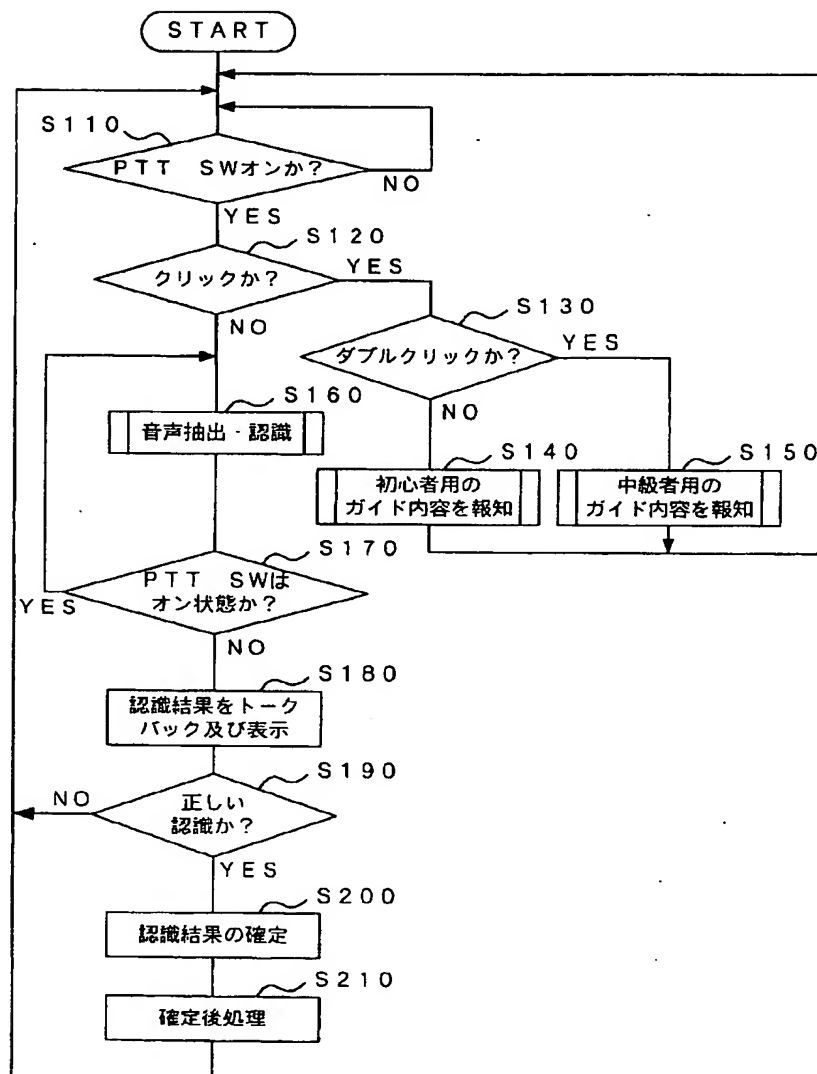 START
S110
PTT SWオンか?
NO
YES
S120
クリックか?
YES
NO
S130
ダブルクリックか?
YES
NO
S160
音声抽出・認識
S140
初心者用の
ガイド内容を報知
S150
中級者用の
ガイド内容を報知
S170
PTT SWは
オン状態か?
YES
NO
S180
認識結果をトーク
バック及び表示
S190
正しい
認識か?
NO
YES
S200
認識結果の確定
S210
確定後処理